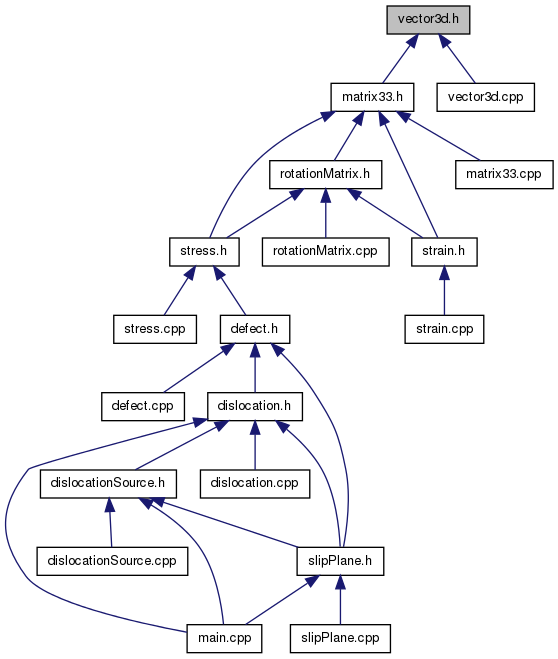 vector3d.h
matrix33.h
vector3d.cpp
rotationMatrix.h
matrix33.cpp
stress.h
rotationMatrix.cpp
strain.h
stress.cpp
defect.h
strain.cpp
defect.cpp
dislocation.h
dislocationSource.h
dislocation.cpp
dislocationSource.cpp
slipPlane.h
main.cpp
slipPlane.cpp